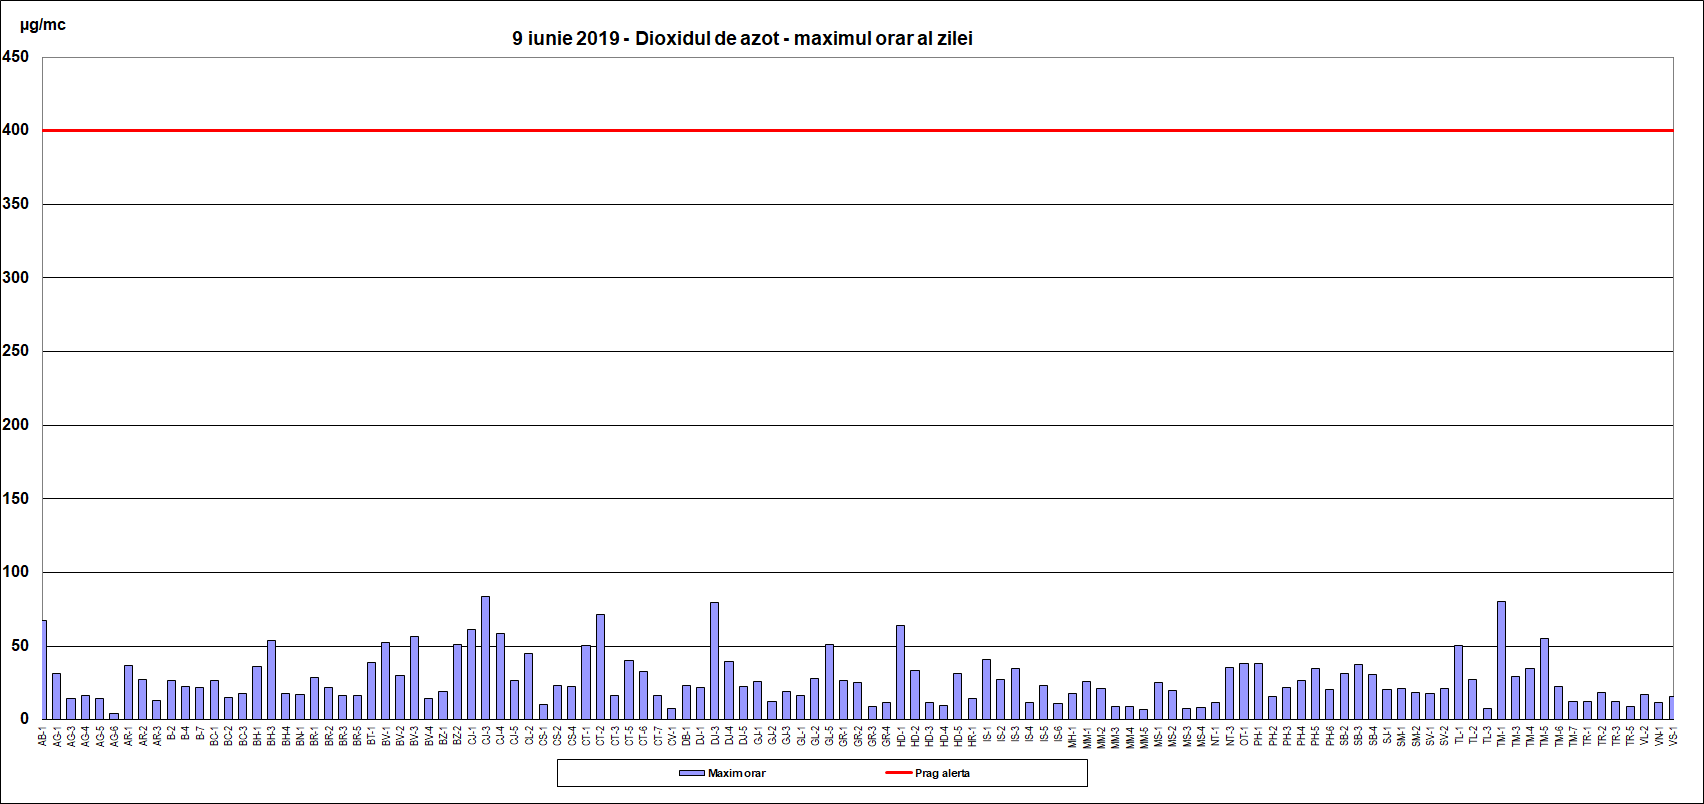 µg/mc
9 iunie 2019 - Dioxidul de azot - maximul orar al zilei
450
400
350
300
250
200
150
100
50
0
AB-1 AG-1 AG-3 AG-4 AG-5 AG-6 AR-1 AR-2 AR-3 B-2 B-4 B-7 BC-1 BC-2 BC-3 BH-1 BH-3 BH-4 BN-1 BR-1 BR-2 BR-3 BR-5 BT-1 BV-1 BV-2 BV-3 BV-4 BZ-1 BZ-2 CJ-1 CJ-3 CJ-4 CJ-5 CL-2 CS-1 CS-2 CS-4 CT-1 CT-2 CT-3 CT-5 CT-6 CT-7 CV-1 DB-1 DJ-1 DJ-3 DJ-4 DJ-5 GJ-1 GJ-2 GJ-3 GL-1 GL-2 GL-5 GR-1 GR-2 GR-3 GR-4 HD-1 HD-2 HD-3 HD-4 HD-5 HR-1 IS-1 IS-2 IS-3 IS-4 IS-5 IS-6 MH-1 MM-1 MM-2 MM-3 MM-4 MM-5 MS-1 MS-2 MS-3 MS-4 NT-1 NT-3 OT-1 PH-1 PH-2 PH-3 PH-4 PH-5 PH-6 SB-2 SB-3 SB-4 SJ-1 SM-1 SM-2 SV-1 SV-2 TL-1 TL-2 TL-3 TM-1 TM-3 TM-4 TM-5 TM-6 TM-7 TR-1 TR-2 TR-3 TR-5 VL-2 VN-1 VS-1
Maxim orar Prag alerta